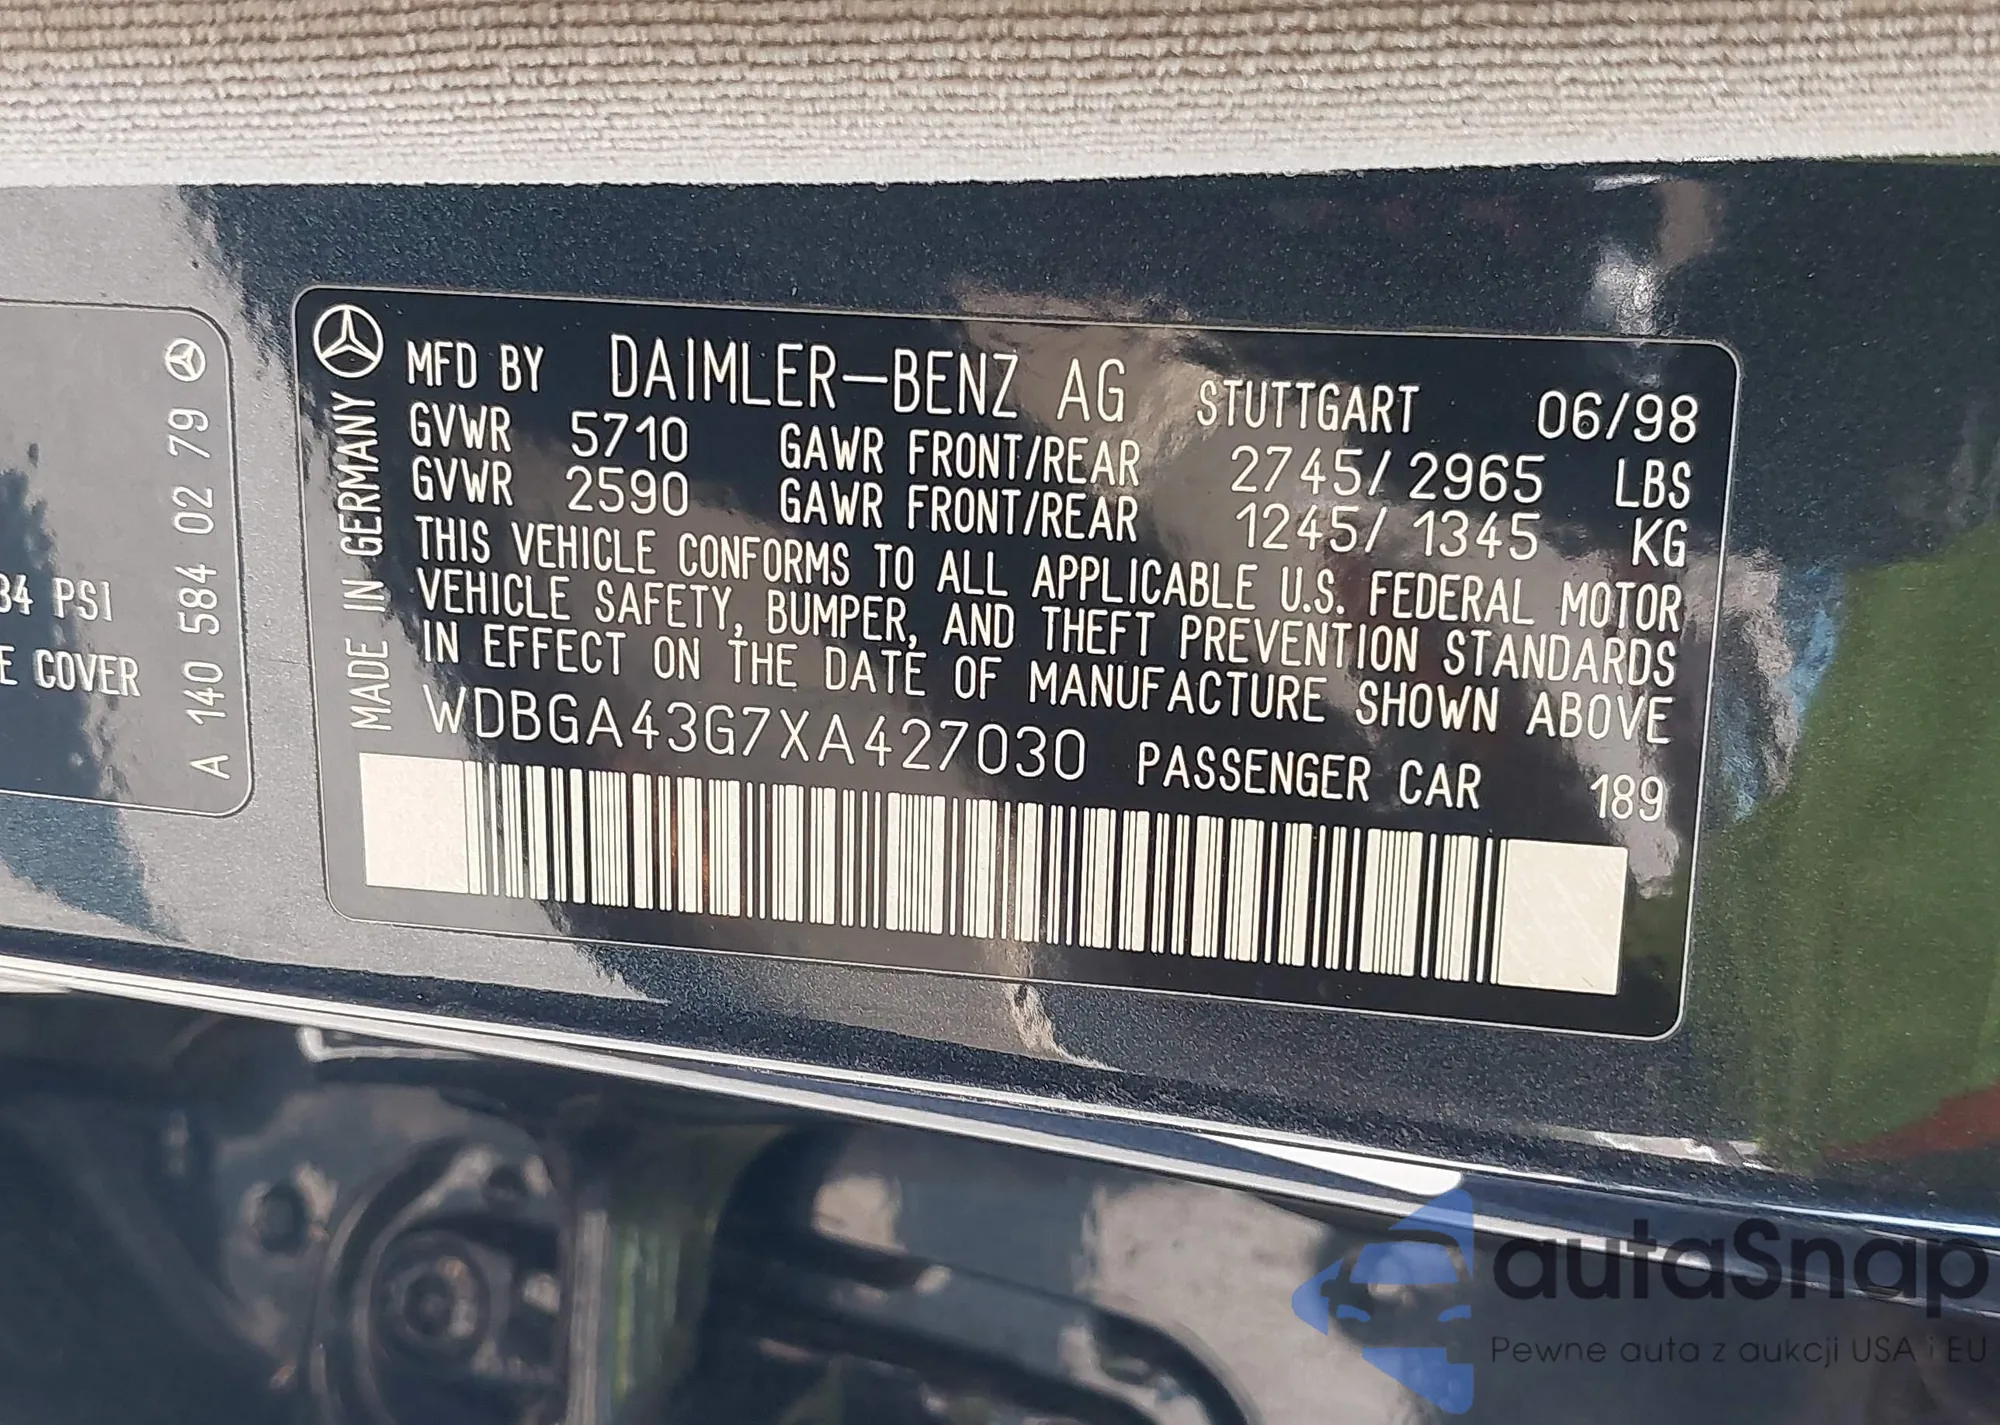 MFD BY DAIMLER-BENZ AG STUTTGART 06/98
GVWR 5710 GAWR FRONT/REAR 2745/2965 LBS
GVWR 2590 GAWR FRONT/REAR 1245/1345 KG
THIS VEHICLE CONFORMS TO ALL APPLICABLE U.S. FEDERAL MOTOR
VEHICLE SAFETY, BUMPER, AND THEFT PREVENTION STANDARDS
IN EFFECT ON THE DATE OF MANUFACTURE SHOWN ABOVE
WDBGA43G7XA427030 PASSENGER CAR 189
MADE IN GERMANY
34 PSI
E COVER
A 140 584 02 79
autaSnap
Pewne auta z aukcji USA i EU